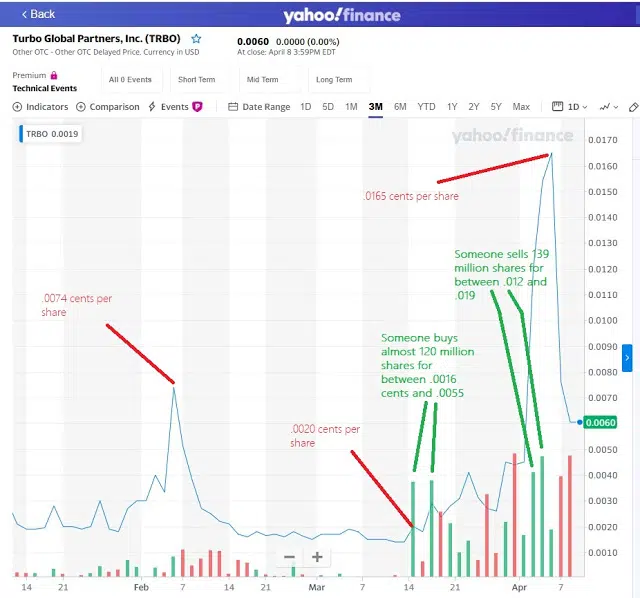 Back
yahoo!finance
Turbo Global Partners, Inc. (TRBO)
Other OTC - Other OTC Delayed Price. Currency in USD
0.0060 0.0000 (0.00%)
At close: April 8 3:59PM EDT
Premium
Technical Events
All 0 Events
Short Term
Mid Term
Long Term
Indicators
Comparison
Events
P
Date Range
1D 5D 1M 3M 6M YTD 1Y 2Y 5Y Max
1D
TRBO 0.0019
yahoo!finance
.0165 cents per share
Someone sells 139
million shares for
between .012 and
.019
.0074 cents per
share
Someone buys
almost 120 million
shares for
between .0016
cents and .0055
.0020 cents per
share
0.0170
0.0160
0.0150
0.0140
0.0130
0.0120
0.0110
0.0100
0.0090
0.0080
0.0070
0.0060
0.0050
0.0040
0.0030
0.0020
0.0010
14 21 Feb 7 14 21 Mar 7 14 21 Apr 7